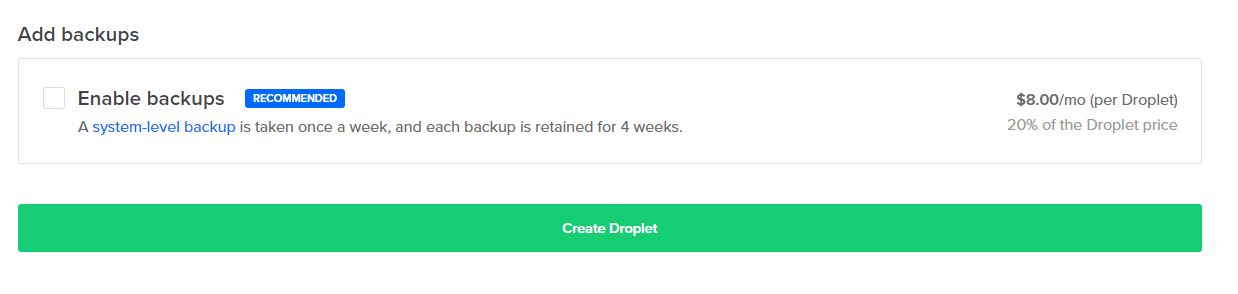 Add backups
Enable backups RECOMMENDED $8.00/mo (per Droplet)
A system-level backup is taken once a week, and each backup is retained for 4 weeks. 20% of the Droplet price
Create Droplet